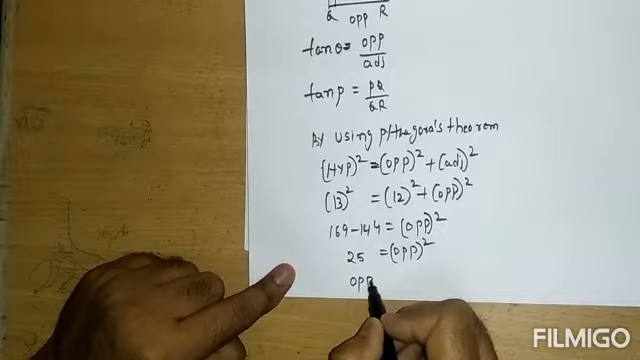 Q opp R
tanθ= opp/adj
tanp = PQ/QR
By using pythegora's theorem
(Hyp)² =(opp)² +(adj)²
(13)² = (12)² +(opp)²
169-144 = (opp)²
25 =(opp)²
opp
FILMIGO